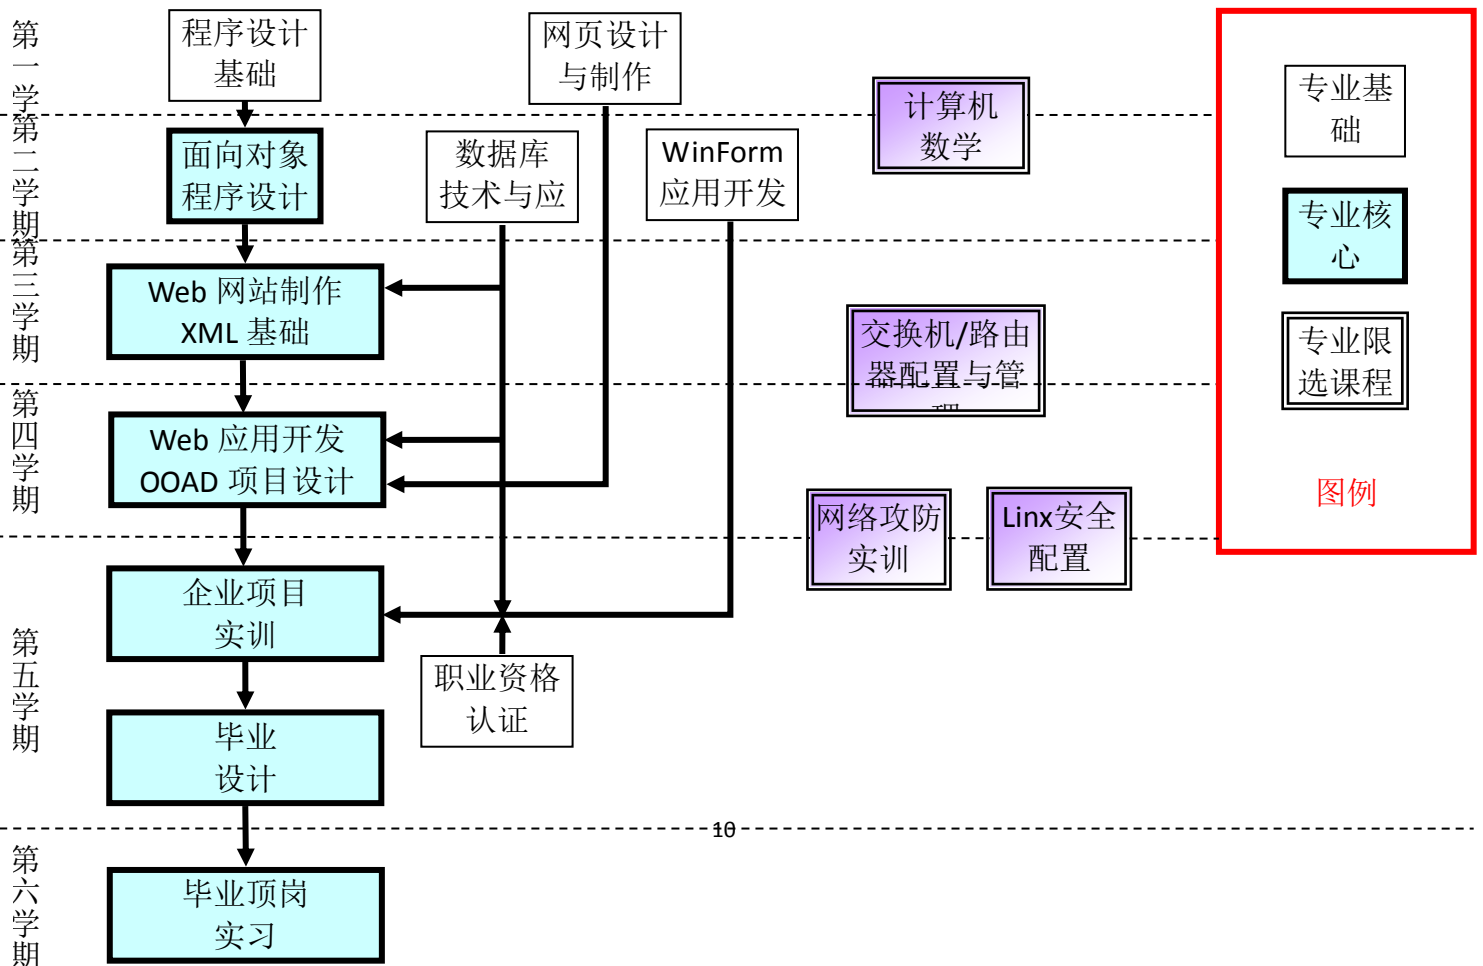 第一学
程序设计
基础
网页设计
与制作
计算机
数学
第二学期
面向对象
程序设计
数据库
技术与应
WinForm
应用开发
第三学期
Web 网站制作
XML 基础
交换机/路由
器配置与管
第四学期
Web 应用开发
OOAD 项目设计
网络攻防
实训
Linx安全
配置
第五学期
企业项目
实训
职业资格
认证
毕业
设计
10
第六学期
毕业顶岗
实习
专业基
础
专业核
心
专业限
选课程
图例